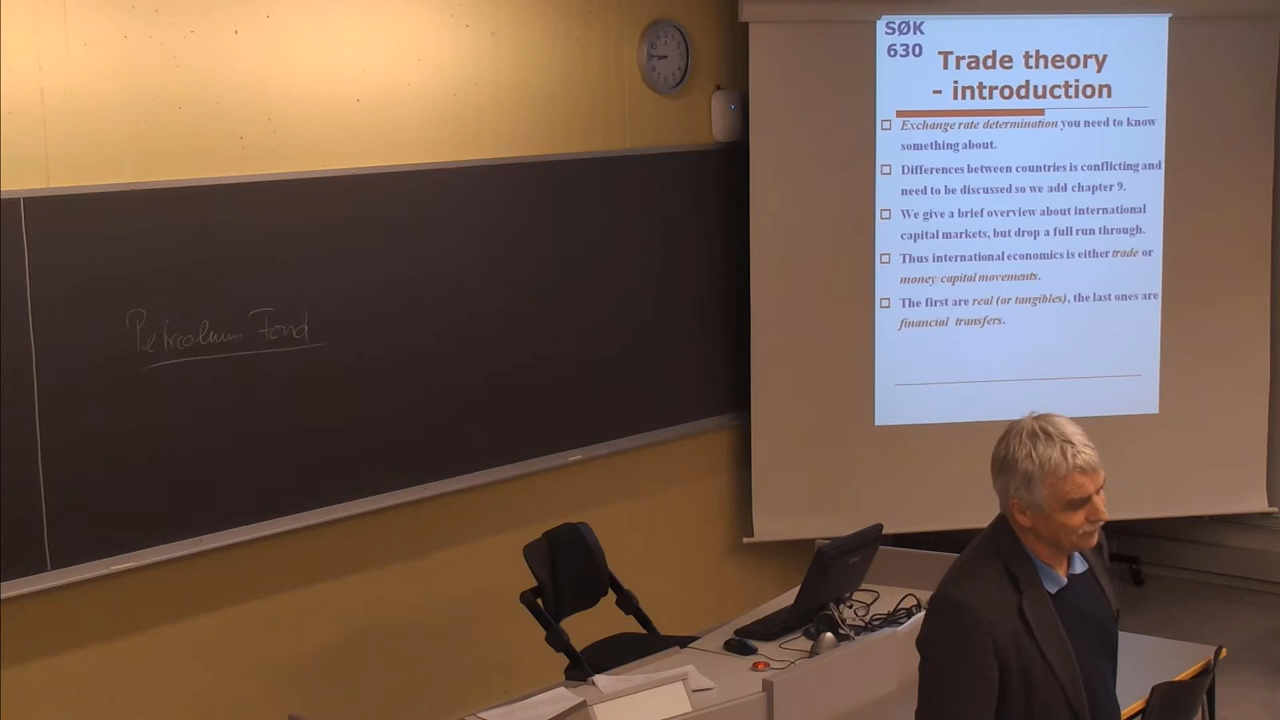 Petroleum Fond
SØK
630
Trade theory
- introduction
Exchange rate determination you need to know
something about.
Differences between countries is conflicting and
need to be discussed so we add chapter 9.
We give a brief overview about international
capital markets, but drop a full run through.
Thus international economics is either trade or
money capital movements.
The first are real (or tangibles), the last ones are
financial transfers.